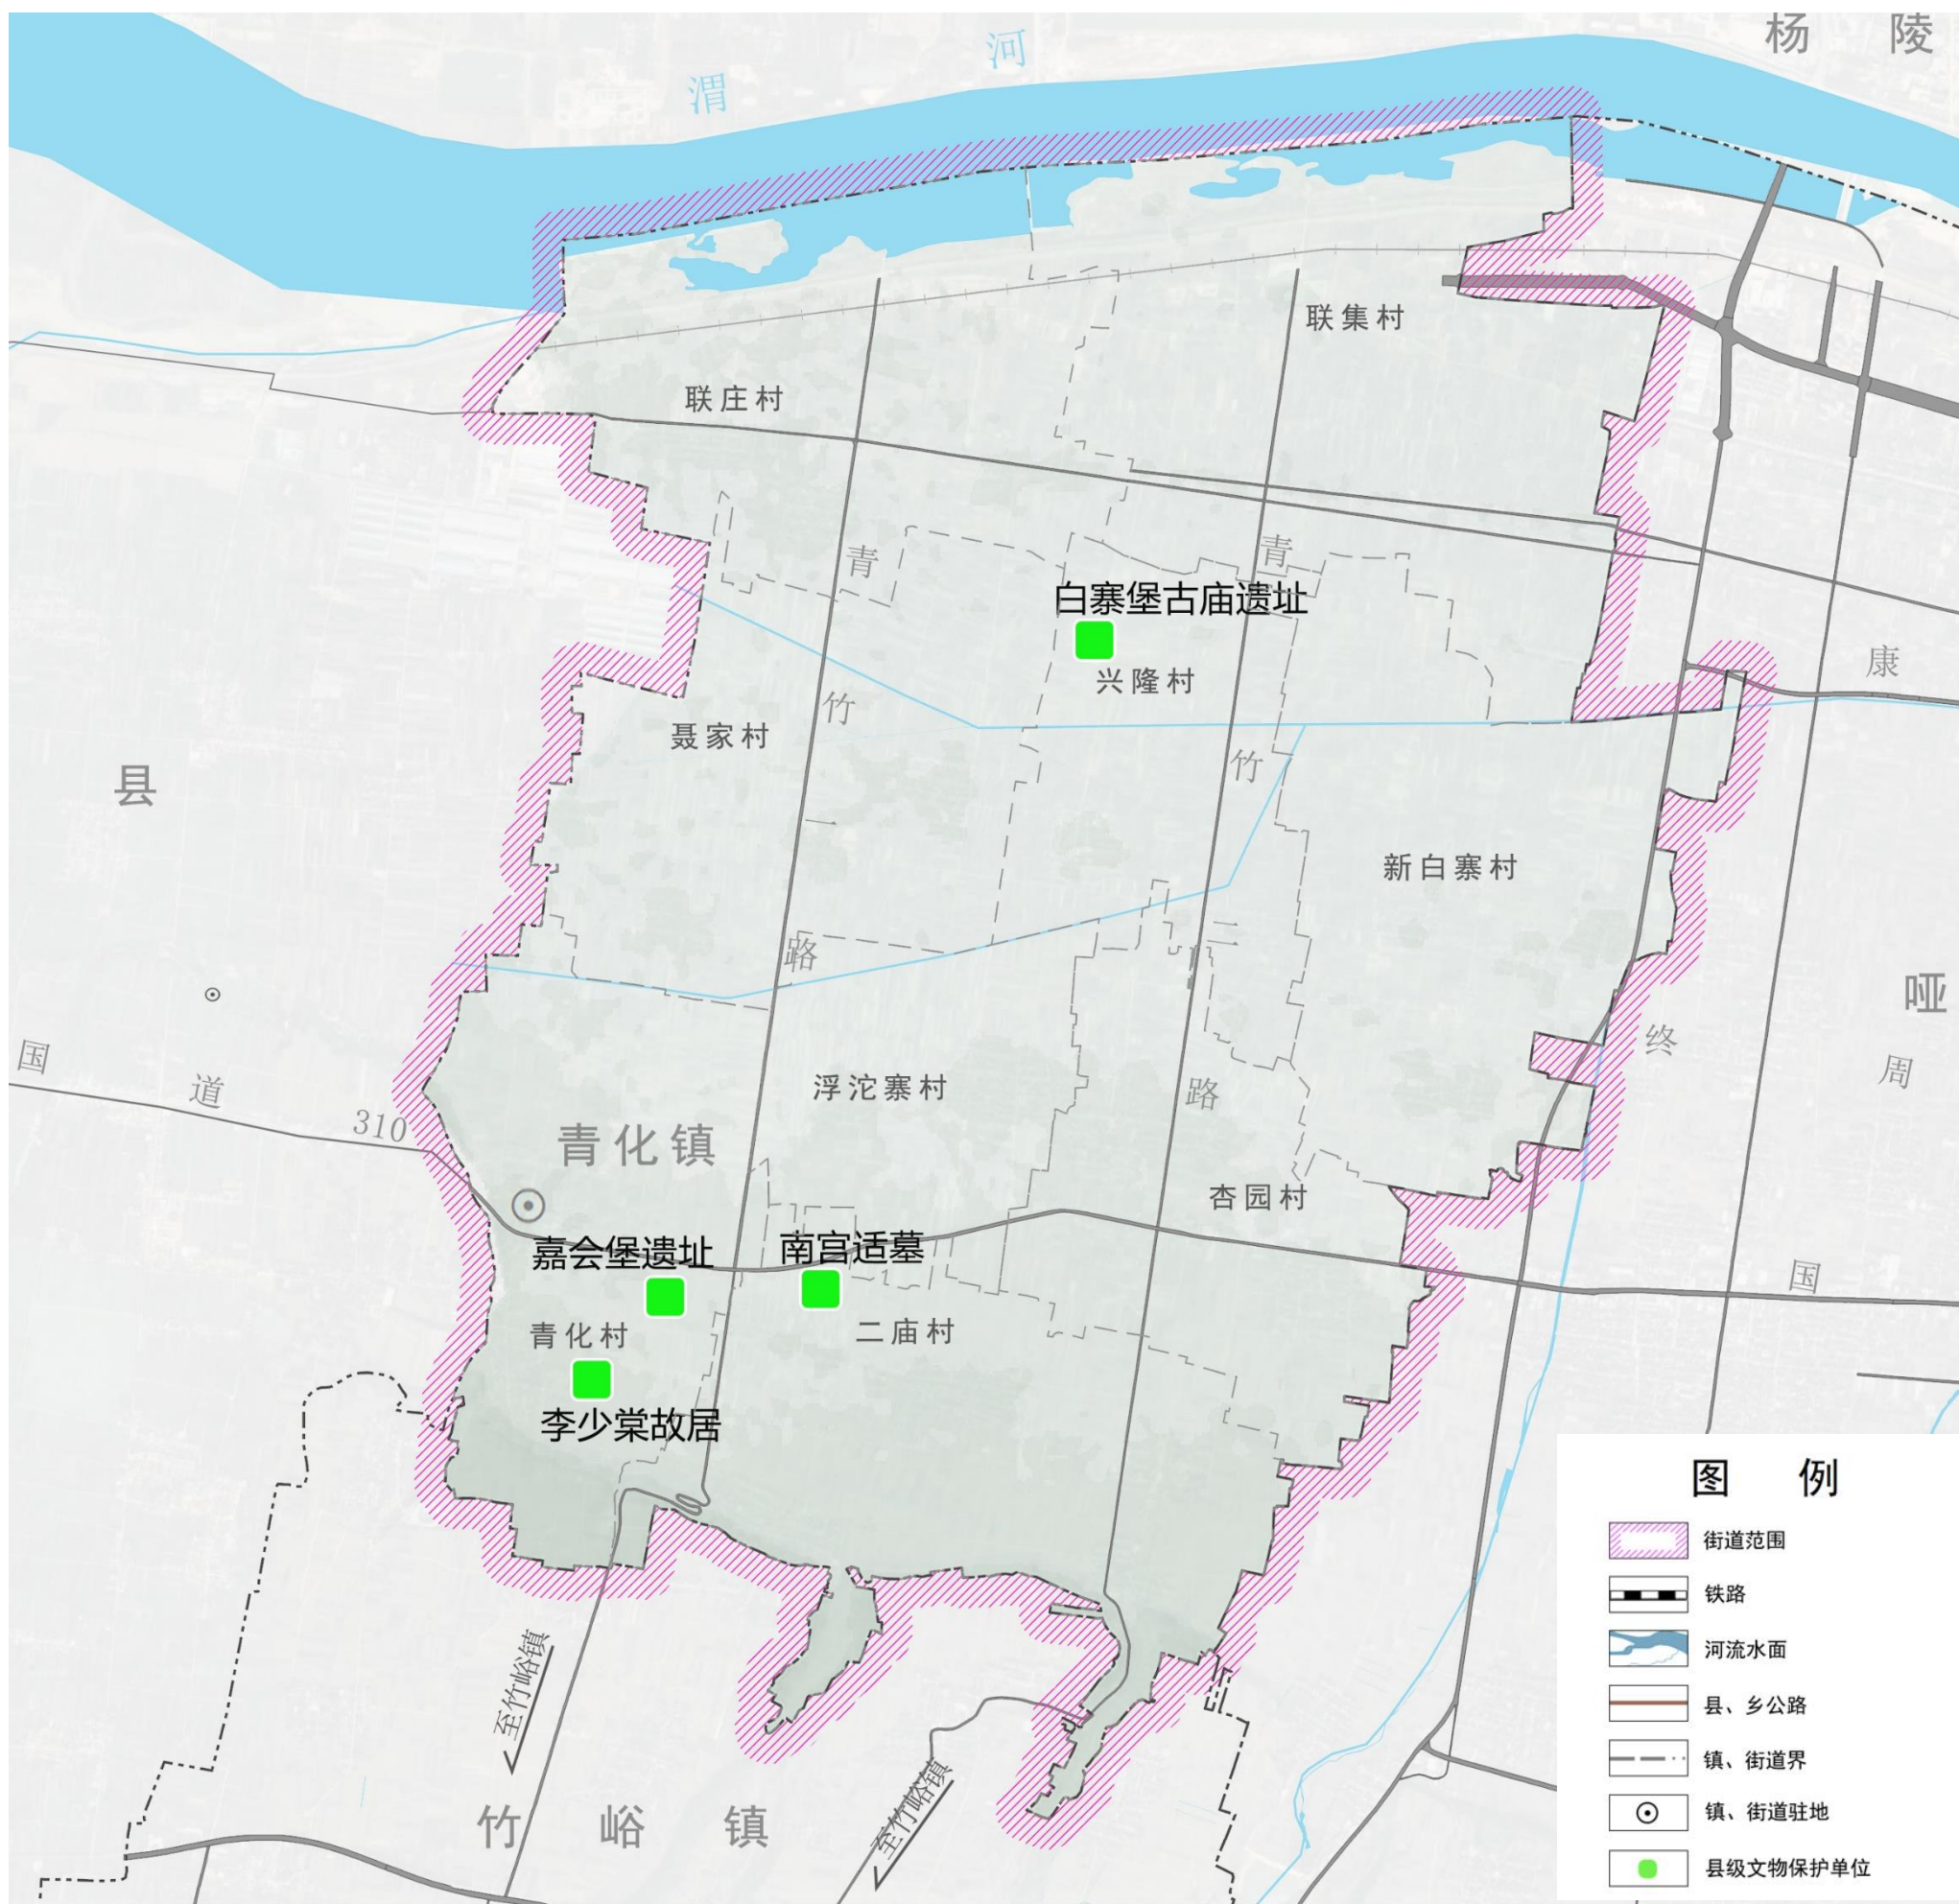 杨 陵
渭 河
联集村
联庄村
青
青
白寨堡古庙遗址
兴隆村
康
竹
聂家村
竹
县
一
新白寨村
二
路
哑
终
国 道 310
周
浮沱寨村
路
青化镇
杏园村
嘉会堡遗址
南宫适墓
国
青化村
二庙村
李少棠故居
至竹峪镇
至竹峪镇
竹 峪 镇
图 例
街道范围
铁路
河流水面
县、乡公路
镇、街道界
镇、街道驻地
县级文物保护单位